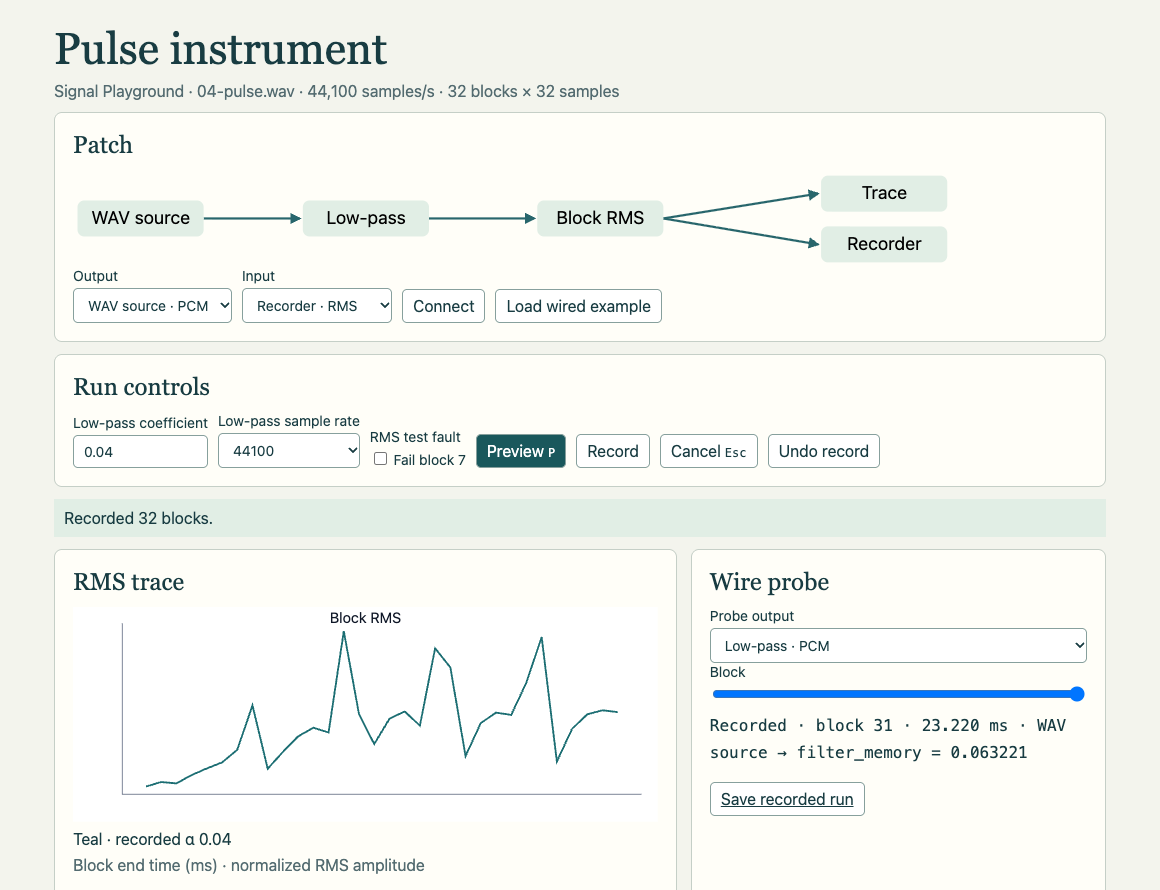 Pulse instrument
Signal Playground · 04-pulse.wav · 44,100 samples/s · 32 blocks × 32 samples
Patch
WAV source
Low-pass
Block RMS
Trace
Recorder
Output
Input
WAV source · PCM
Recorder · RMS
Connect
Load wired example
Run controls
Low-pass coefficient
Low-pass sample rate
RMS test fault
0.04
44100
Fail block 7
Preview P
Record
Cancel Esc
Undo record
Recorded 32 blocks.
RMS trace
Block RMS
Teal · recorded α 0.04
Block end time (ms) · normalized RMS amplitude
Wire probe
Probe output
Low-pass · PCM
Block
Recorded · block 31 · 23.220 ms · WAV
source → filter_memory = 0.063221
Save recorded run